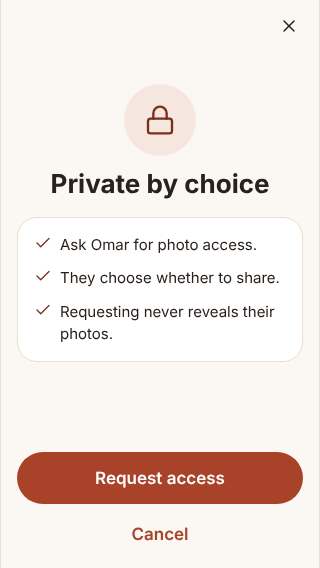 Private by choice
Ask Omar for photo access.
They choose whether to share.
Requesting never reveals their
photos.
Request access
Cancel